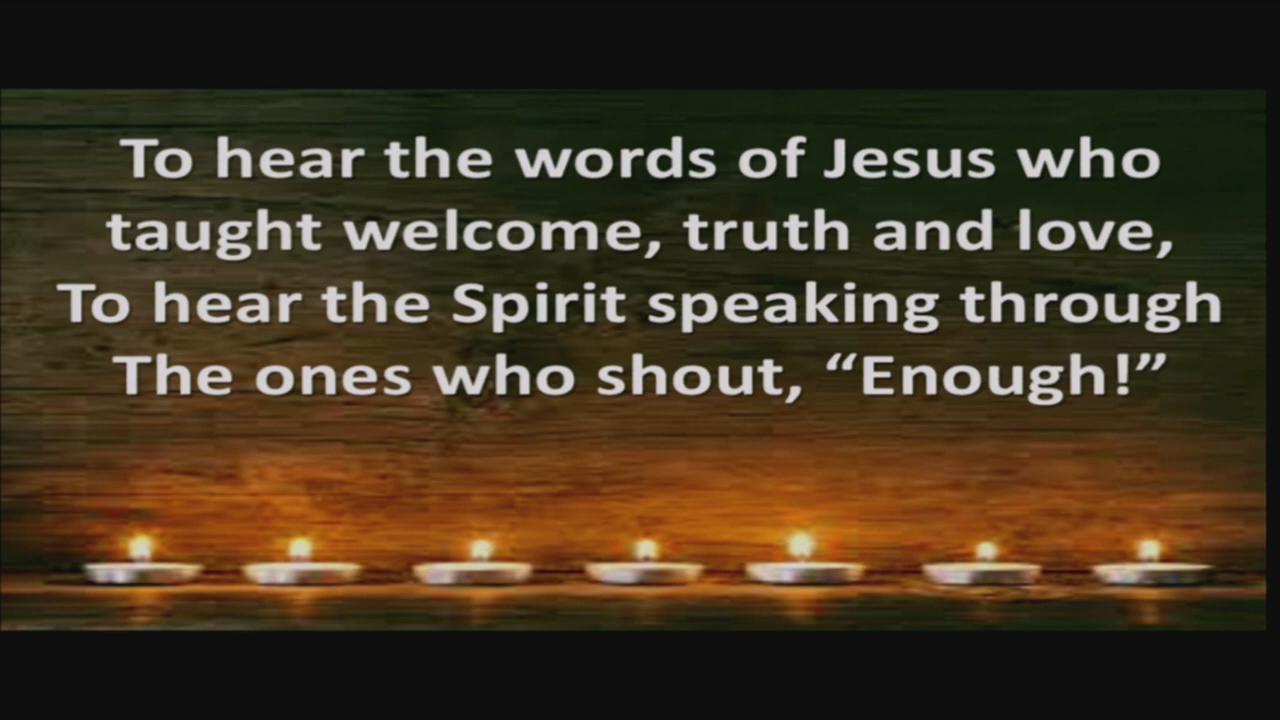 To hear the words of Jesus who
taught welcome, truth and love,
To hear the Spirit speaking through
The ones who shout, “Enough!”